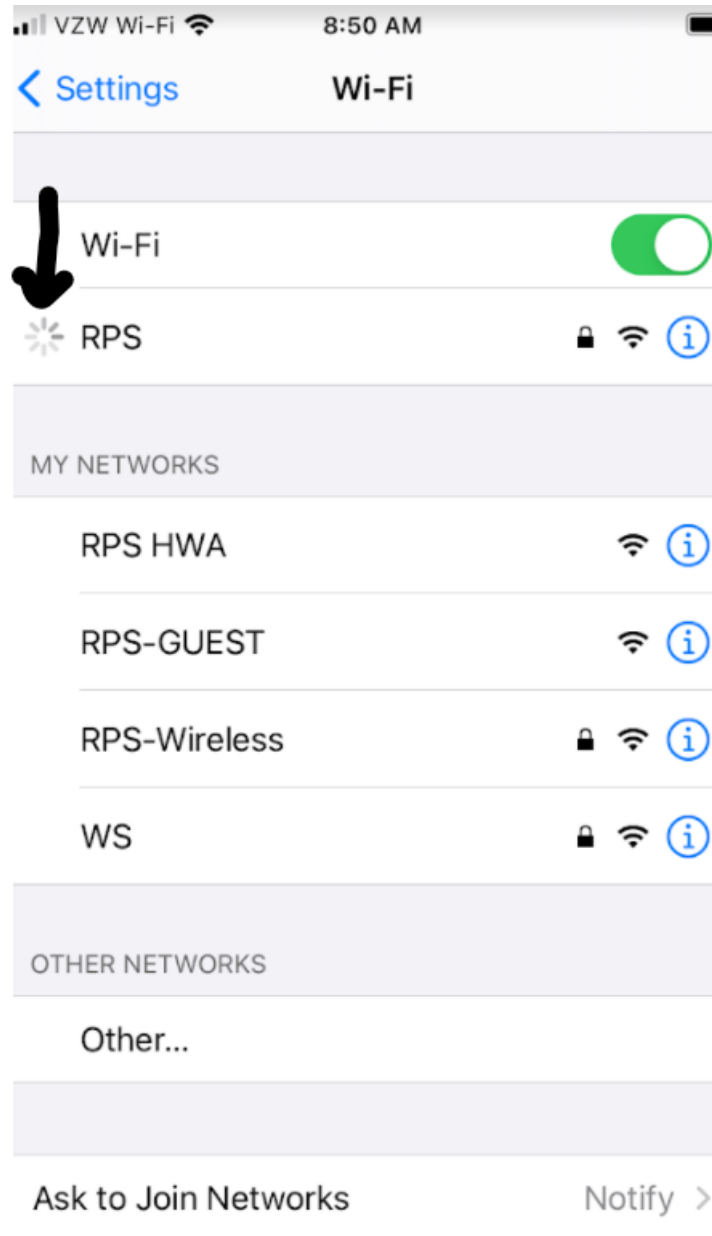 VZW Wi-Fi 8:50 AM
Settings Wi-Fi
Wi-Fi
RPS
MY NETWORKS
RPS HWA
RPS-GUEST
RPS-Wireless
WS
OTHER NETWORKS
Other...
Ask to Join Networks Notify